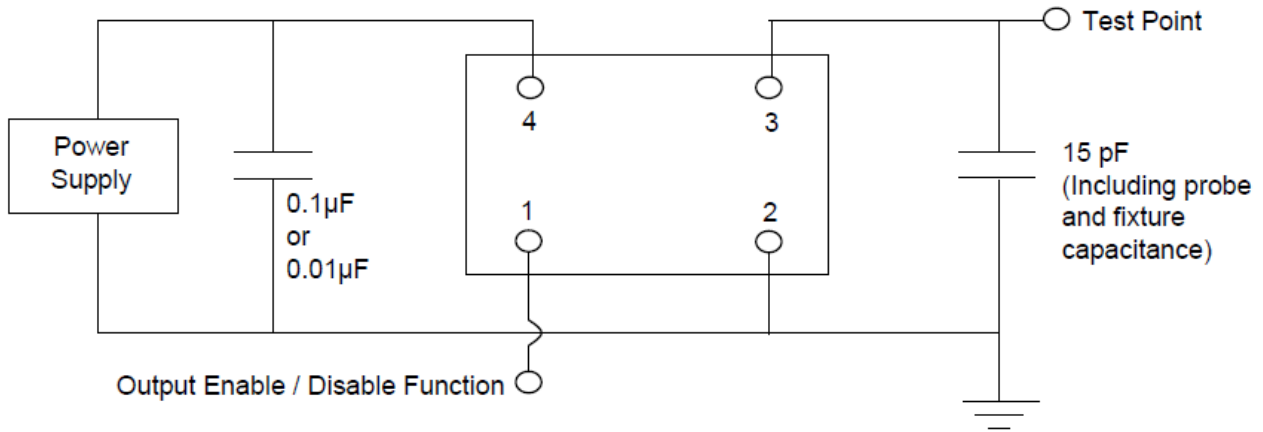 Test Point
4
3
Power
Supply
15 pF
(Including probe
and fixture
capacitance)
0.1µF
or
0.01µF
1
2
Output Enable / Disable Function